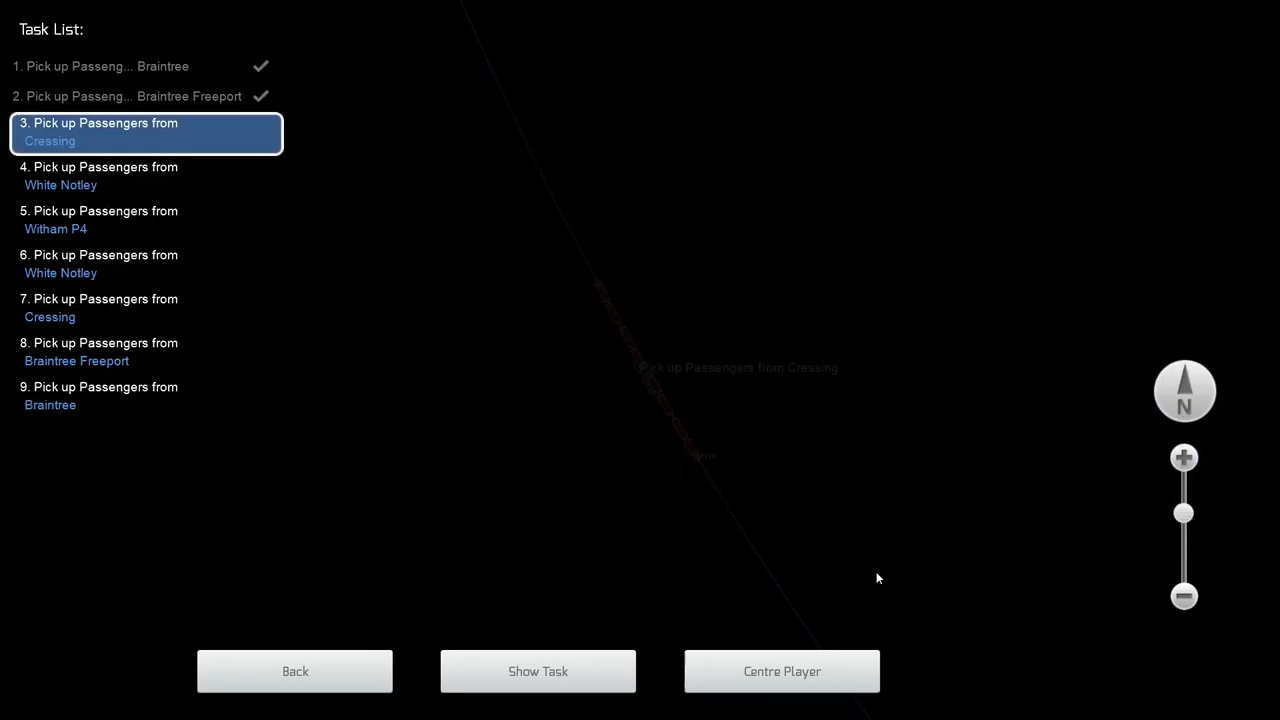 Task List:
1. Pick up Passeng... Braintree
2. Pick up Passeng... Braintree Freeport
3. Pick up Passengers from
Cressing
4. Pick up Passengers from
White Notley
5. Pick up Passengers from
Witham P4
6. Pick up Passengers from
White Notley
7. Pick up Passengers from
Cressing
8. Pick up Passengers from
Braintree Freeport
9. Pick up Passengers from
Braintree
Pick up Passengers from Cressing
N
Back
Show Task
Centre Player